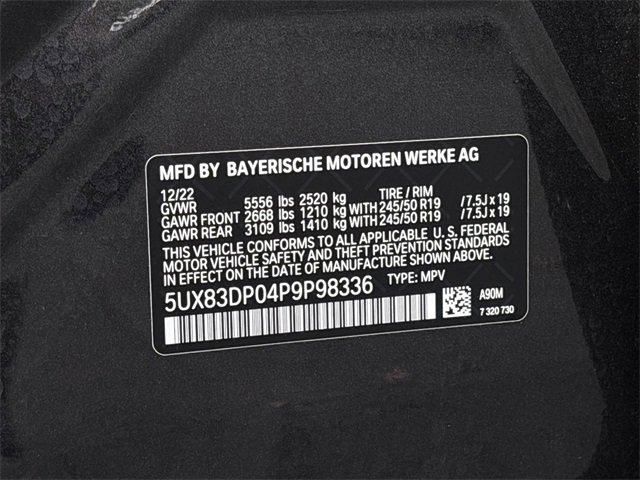 MFD BY BAYERISCHE MOTOREN WERKE AG
12/22 TIRE / RIM
GVWR 5556 lbs 2520 kg
GAWR FRONT 2668 lbs 1210 kg WITH 245/50 R19 /7.5J x 19
GAWR REAR 3109 lbs 1410 kg WITH 245/50 R19 /7.5J x 19
THIS VEHICLE CONFORMS TO ALL APPLICABLE U. S. FEDERAL
MOTOR VEHICLE SAFETY AND THEFT PREVENTION STANDARDS
IN EFFECT ON THE DATE OF MANUFACTURE SHOWN ABOVE.
5UX83DP04P9P98336 TYPE: MPV
A90M
7 320 730